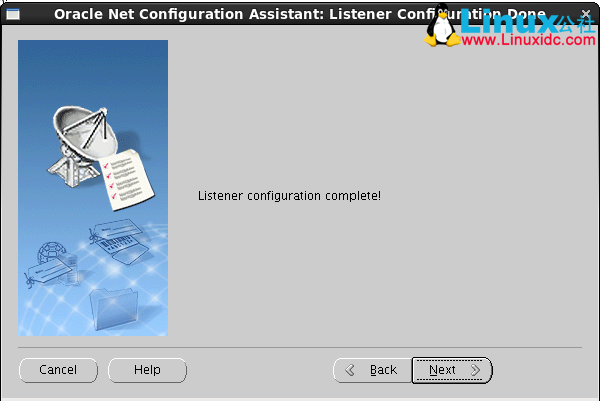 Oracle Net Configuration Assistant: Listener Configuration Done
Linux公社
www.Linuxidc.com
Listener configuration complete!
Cancel
Help
Back
Next